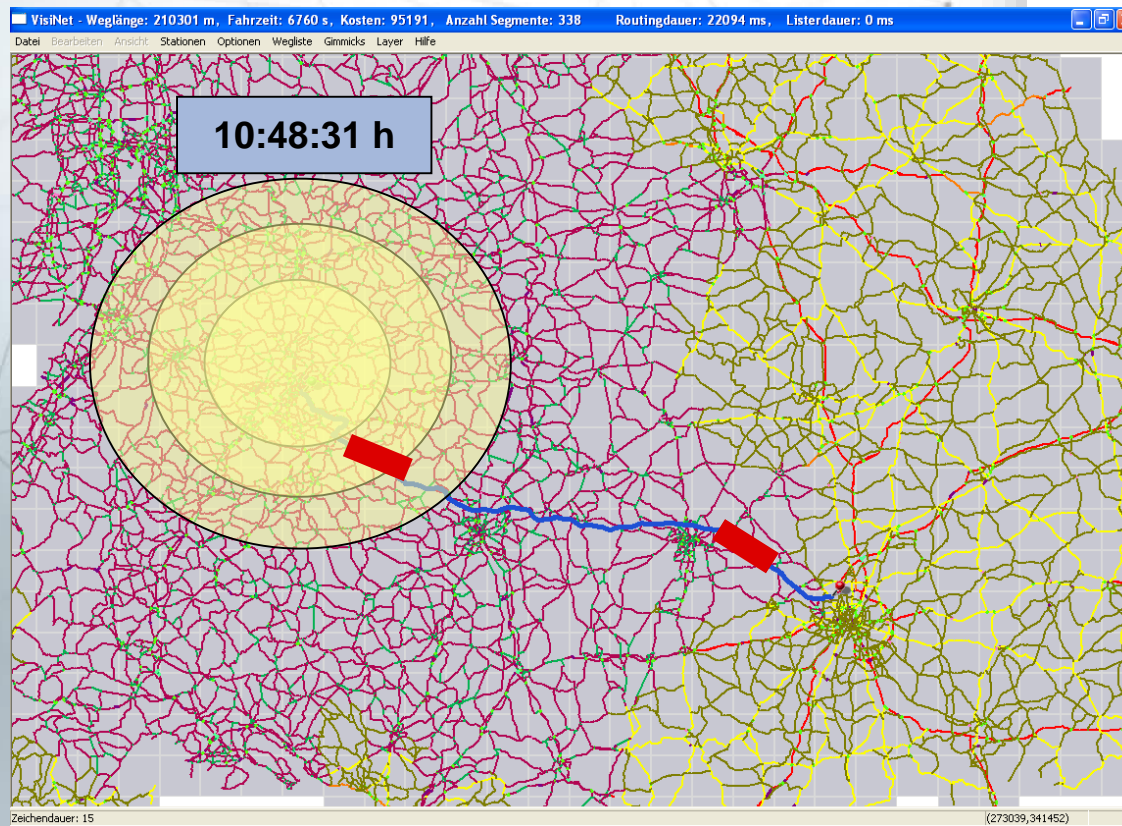 VisiNet - Weglänge: 210301 m, Fahrzeit: 6760 s, Kosten: 95191, Anzahl Segmente: 338 Routingdauer: 22094 ms, Listerdauer: 0 ms
Datei Bearbeiten Ansicht Stationen Optionen Wegliste Gimmicks Layer Hilfe
10:48:31 h
Zeichendauer: 15 (273039,341452)